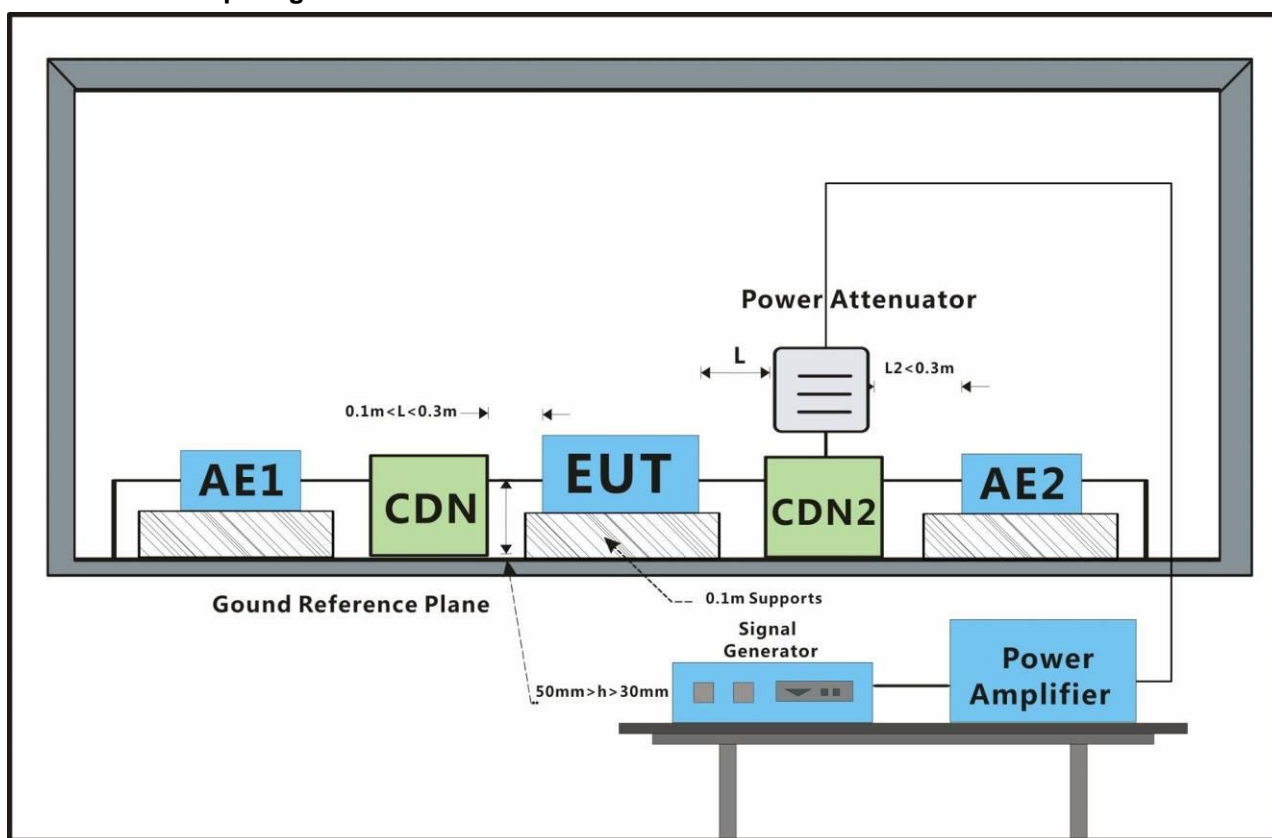 Power Attenuator
L
L2<0.3m
0.1m<L<0.3m
AE1
CDN
EUT
CDN2
AE2
Gound Reference Plane
0.1m Supports
Signal
Generator
Power
Amplifier
50mm>h>30mm